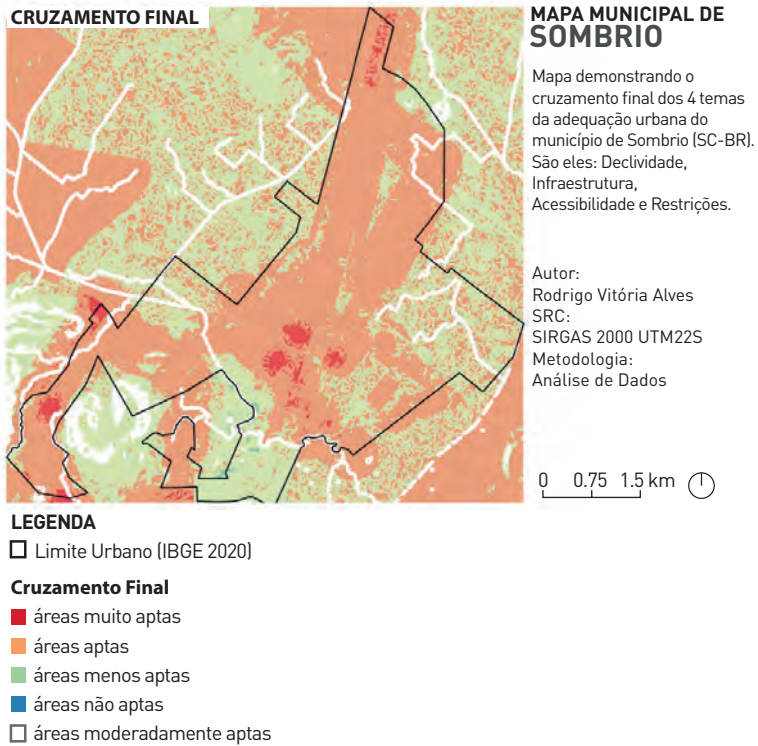 CRUZAMENTO FINAL
MAPA MUNICIPAL DE
SOMBRIO
Mapa demonstrando o
cruzamento final dos 4 temas
da adequação urbana do
município de Sombrio (SC-BR).
São eles: Declividade,
Infraestrutura,
Acessibilidade e Restrições.
Autor:
Rodrigo Vitória Alves
SRC:
SIRGAS 2000 UTM22S
Metodologia:
Análise de Dados
0 0.75 1.5 km
LEGENDA
Limite Urbano (IBGE 2020)
Cruzamento Final
áreas muito aptas
áreas aptas
áreas menos aptas
áreas não aptas
áreas moderadamente aptas